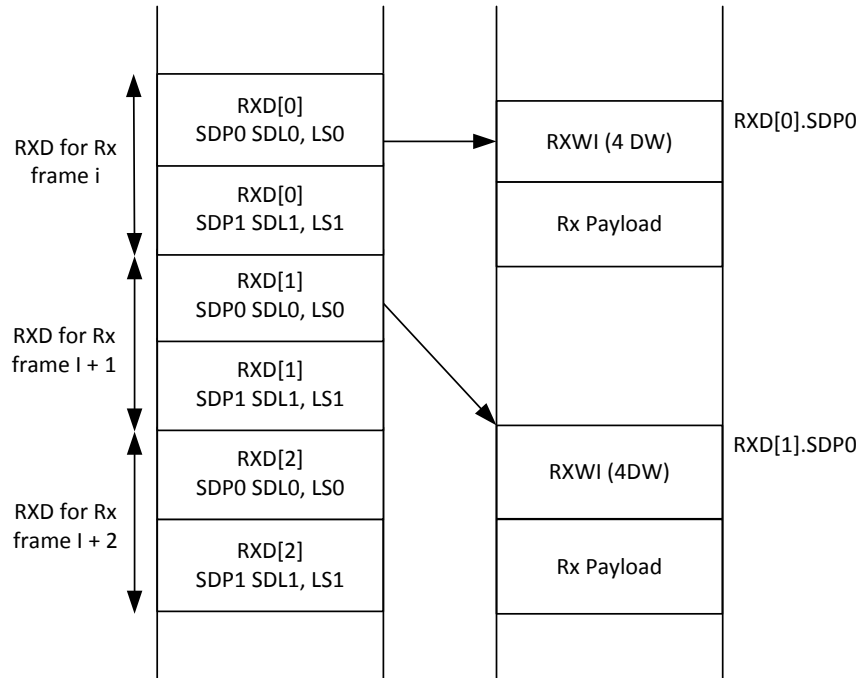 RXD for Rx
frame i
RXD[0]
SDP0 SDL0, LS0
RXD[0]
SDP1 SDL1, LS1
RXD for Rx
frame I + 1
RXD[1]
SDP0 SDL0, LS0
RXD[1]
SDP1 SDL1, LS1
RXD for Rx
frame I + 2
RXD[2]
SDP0 SDL0, LS0
RXD[2]
SDP1 SDL1, LS1
RXWI (4 DW)
RXD[0].SDP0
Rx Payload
RXWI (4DW)
RXD[1].SDP0
Rx Payload